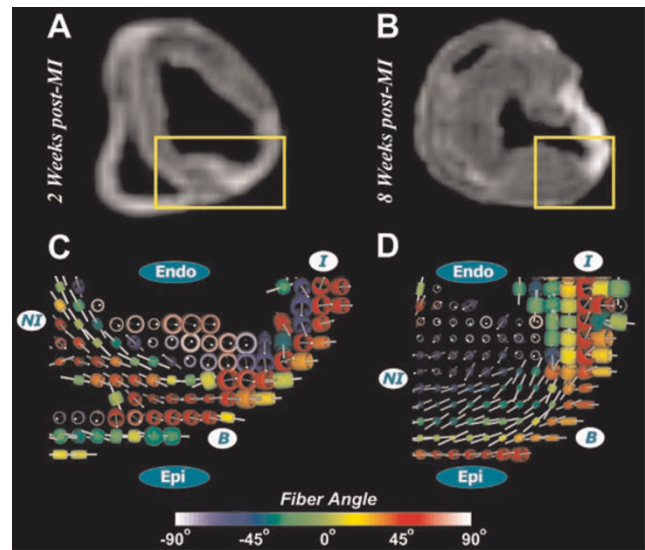 A
B
2 Weeks post-MI
8 Weeks post-MI
C
D
Endo
I
Endo
I
NI
NI
B
B
Epi
Epi
Fiber Angle
-90° -45° 0° 45° 90°